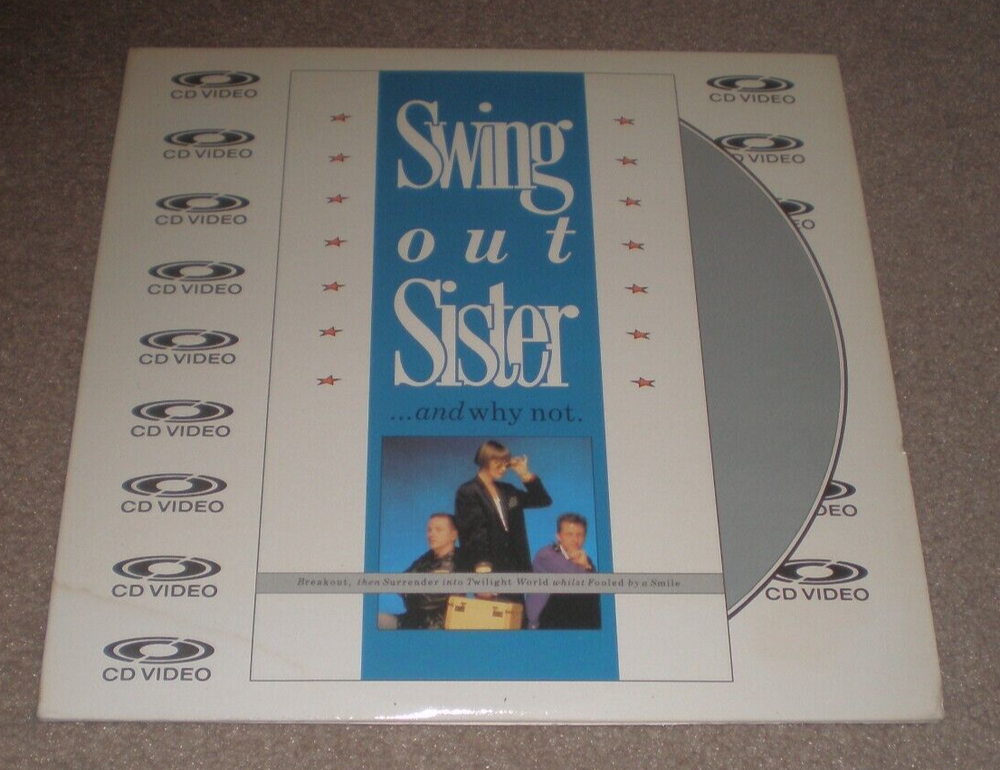 CD VIDEO
CD VIDEO
CD VIDEO
CD VIDEO
CD VIDEO
CD VIDEO
CD VIDEO
CD VIDEO
CD VIDEO
Swing
out
Sister
...and why not.
Breakout, then Surrender into Twilight World whilst Fooled by a Smile
CD VIDEO
D VIDEO
EO
DEO
CD VIDEO